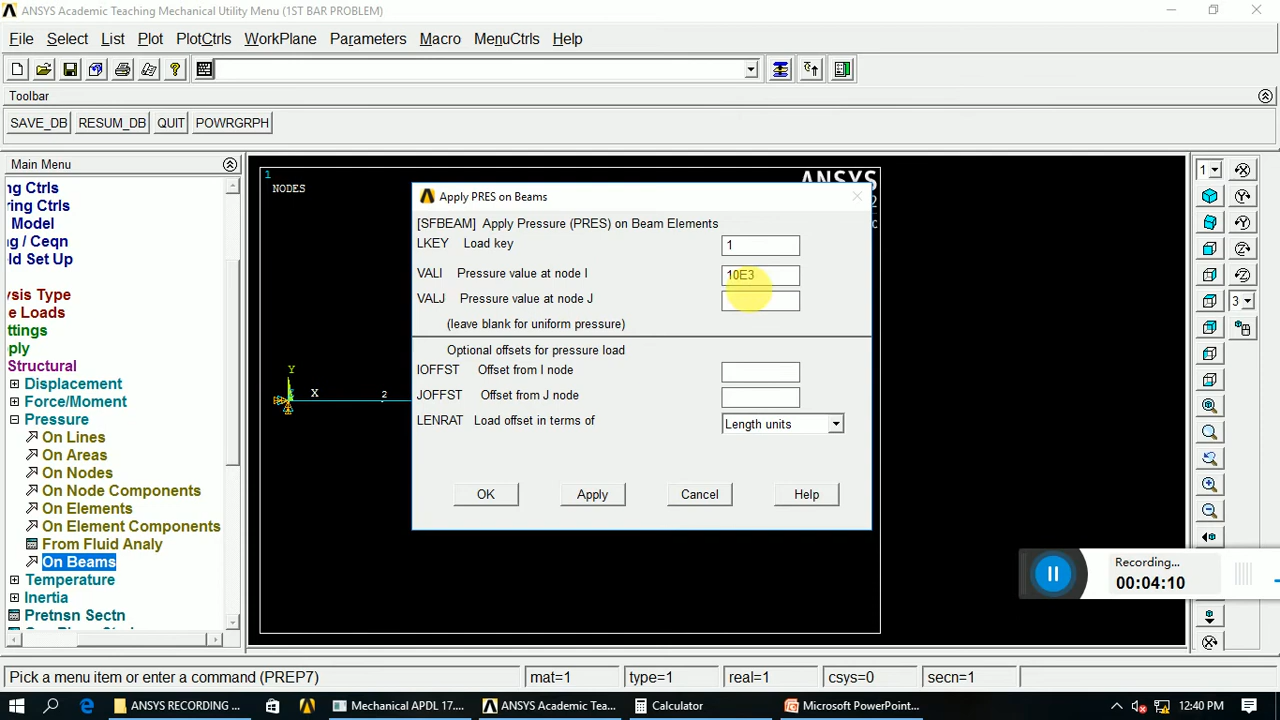 ANSYS Academic Teaching Mechanical Utility Menu (1ST BAR PROBLEM)
File Select List Plot PlotCtrls WorkPlane Parameters Macro MenuCtrls Help
Toolbar
SAVE_DB RESUM_DB QUIT POWRGRPH
Main Menu
ng Ctrls
ring Ctrls
Model
ng / Ceqn
ld Set Up
ysis Type
e Loads
ttings
ply
Structural
Displacement
Force/Moment
Pressure
On Lines
On Areas
On Nodes
On Node Components
On Elements
On Element Components
From Fluid Analy
On Beams
Temperature
Inertia
Pretnsn Sectn
1
NODES
ANSYS
2
C
Y
X
2
Apply PRES on Beams
[SFBEAM] Apply Pressure (PRES) on Beam Elements
LKEY Load key 1
VALI Pressure value at node I 10E3
VALJ Pressure value at node J
(leave blank for uniform pressure)
Optional offsets for pressure load
IOFFST Offset from I node
JOFFST Offset from J node
LENRAT Load offset in terms of Length units
OK Apply Cancel Help
1
3
Recording...
00:04:10
Pick a menu item or enter a command (PREP7) mat=1 type=1 real=1 csys=0 secn=1
ANSYS RECORDING ... Mechanical APDL 17.... ANSYS Academic Tea... Calculator Microsoft PowerPoint... 12:40 PM